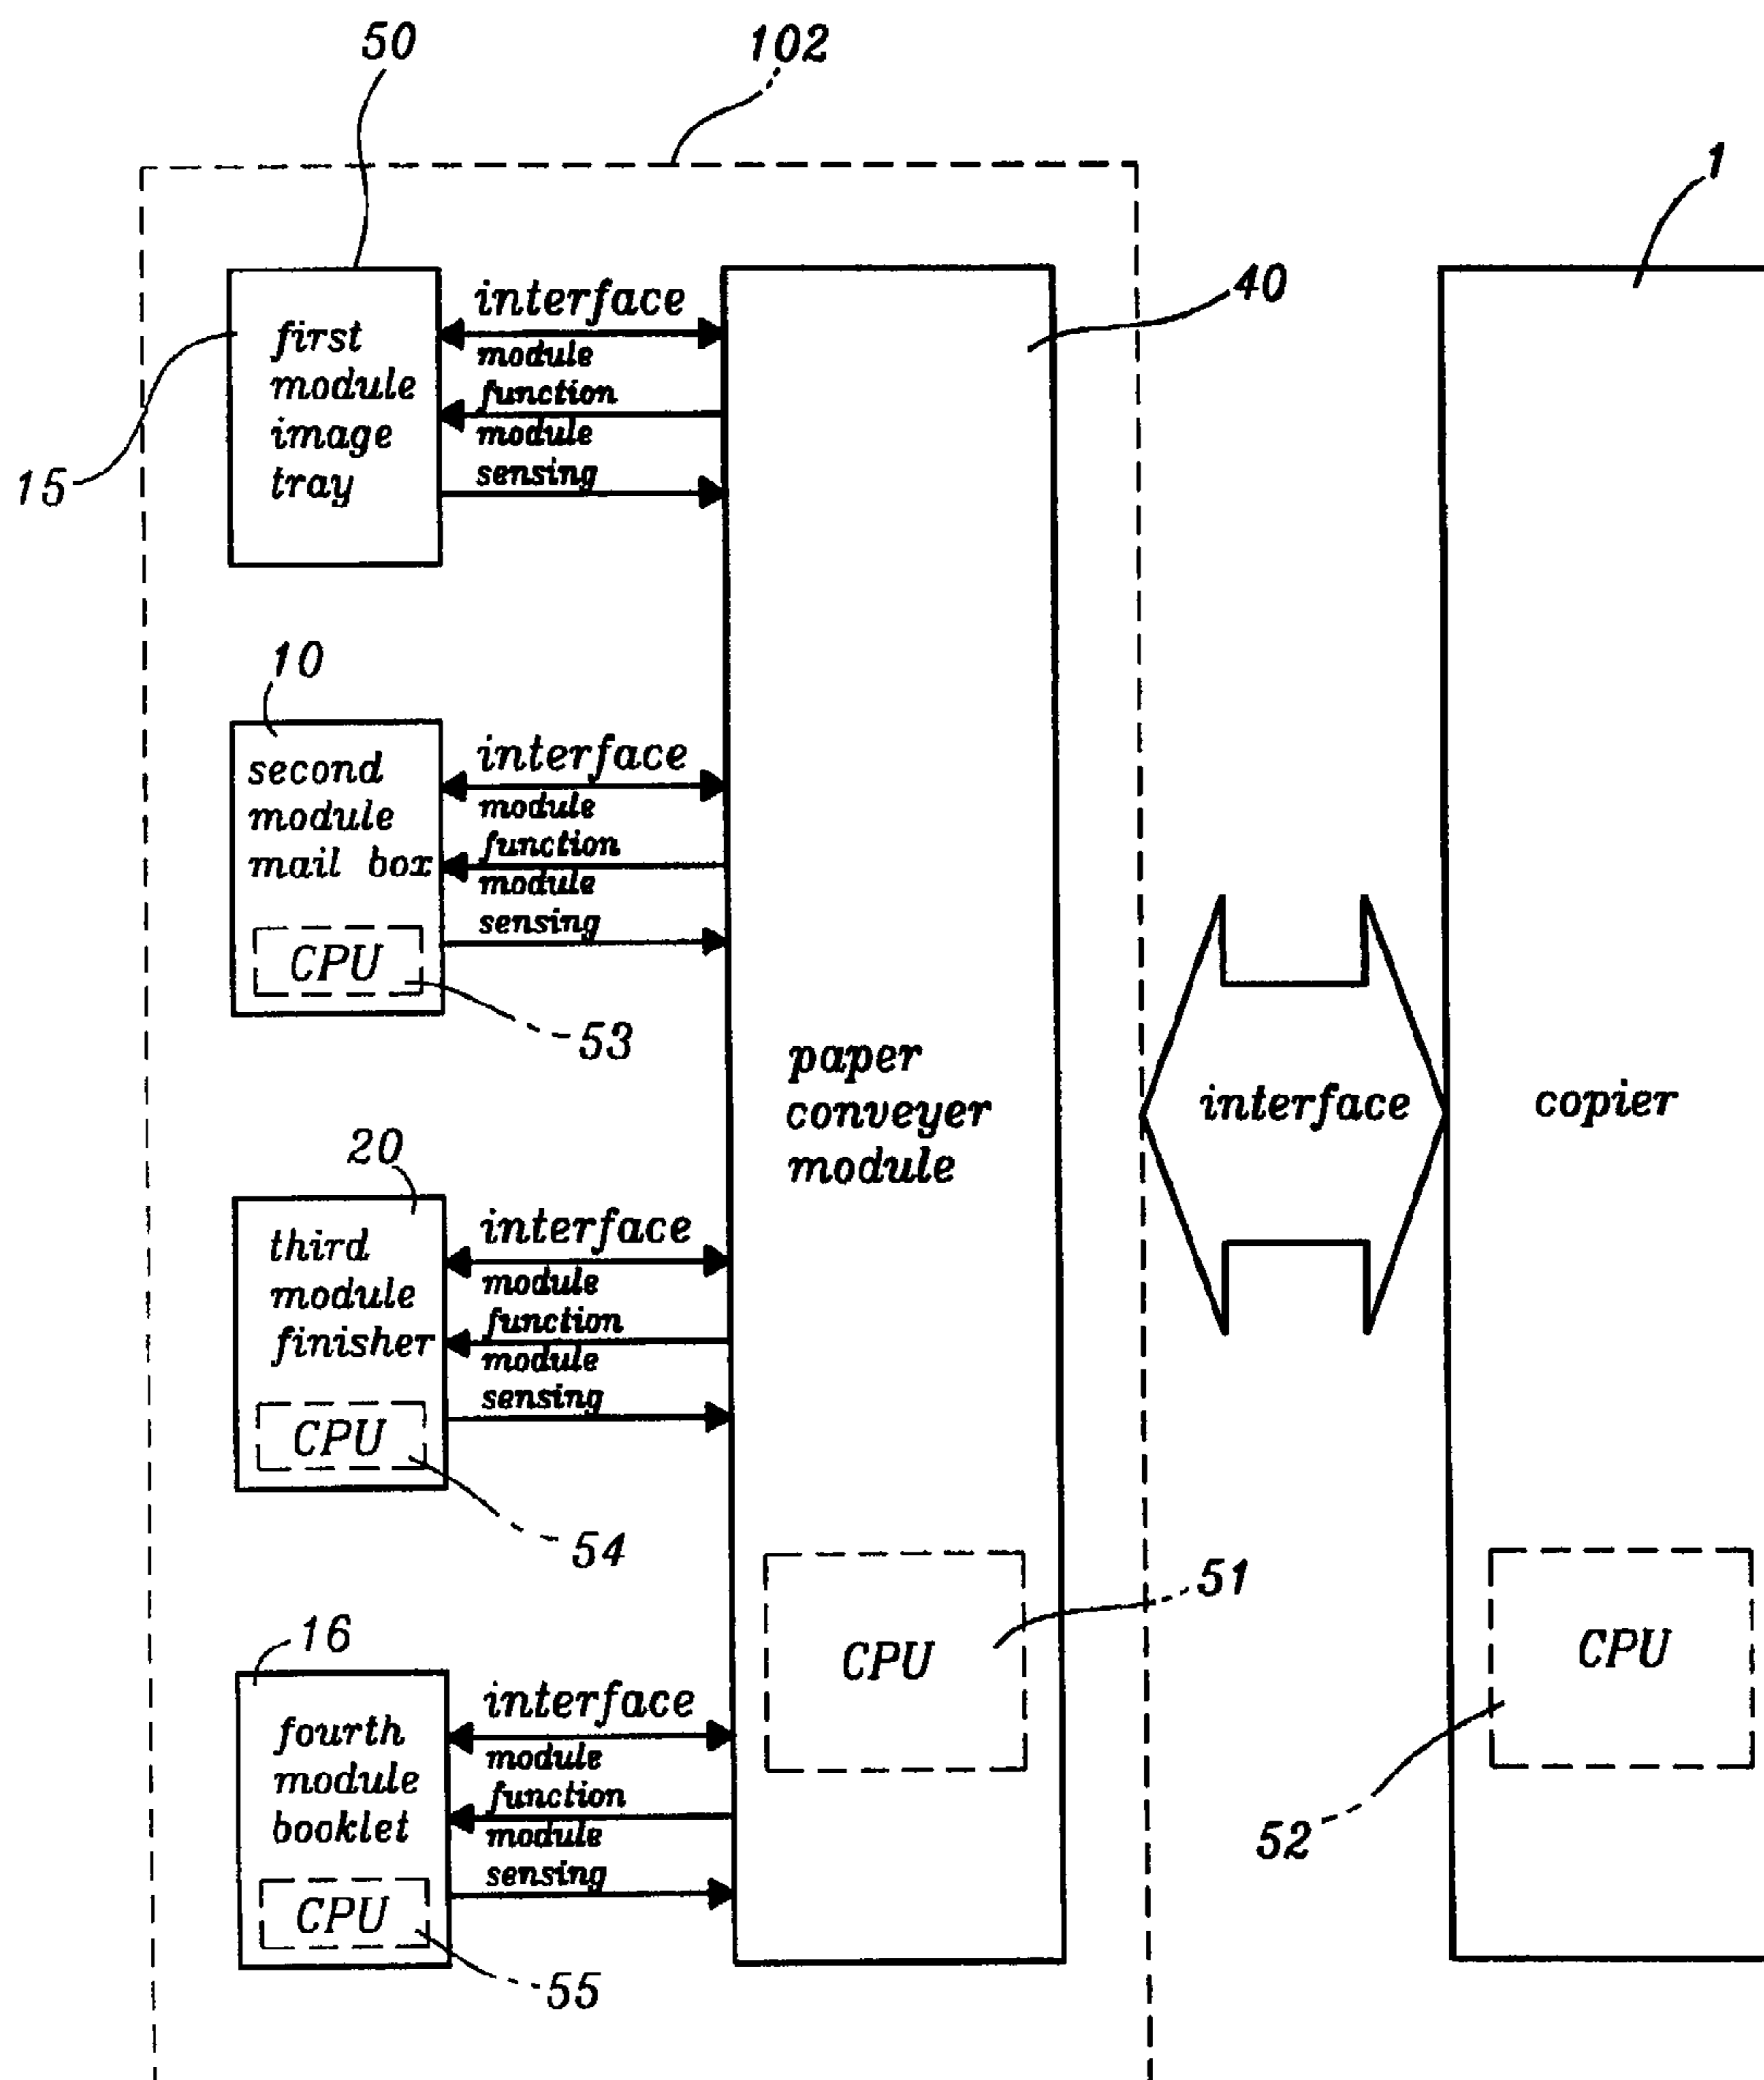 50
102
1
40
15
first
module
image
tray
interface
module
function
module
sensing
10
second
module
mail box
CPU
53
interface
module
function
module
sensing
paper
conveyer
module
interface
copier
20
third
module
finisher
CPU
54
interface
module
function
module
sensing
51
CPU
CPU
52
16
fourth
module
booklet
CPU
55
interface
module
function
module
sensing